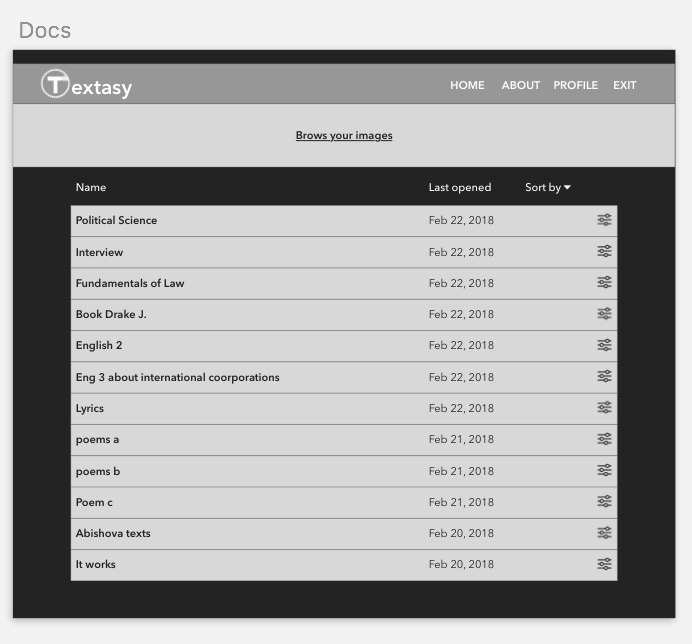 Docs
Textasy HOME ABOUT PROFILE EXIT
Brows your images
Name Last opened Sort by
Political Science Feb 22, 2018
Interview Feb 22, 2018
Fundamentals of Law Feb 22, 2018
Book Drake J. Feb 22, 2018
English 2 Feb 22, 2018
Eng 3 about international coorporations Feb 22, 2018
Lyrics Feb 22, 2018
poems a Feb 21, 2018
poems b Feb 21, 2018
Poem c Feb 21, 2018
Abishova texts Feb 20, 2018
It works Feb 20, 2018